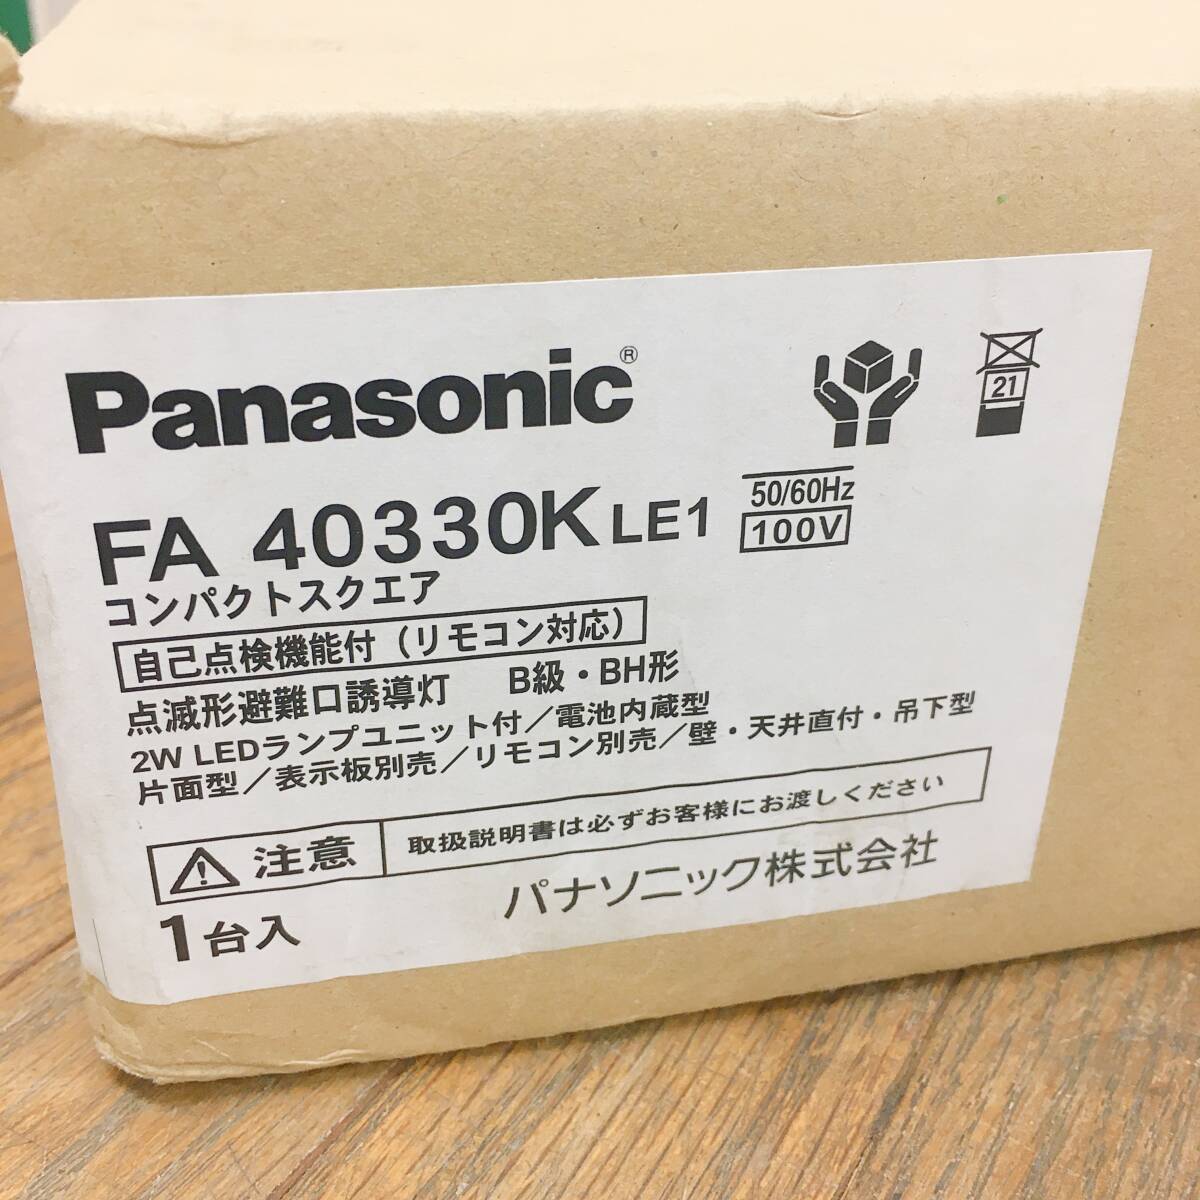 Panasonic®
21
FA 40330K LE1
50/60Hz
100V
コンパクトスクエア
自己点検機能付(リモコン対応)
点滅形避難口誘導灯 B級・BH形
2W LEDランプユニット付/電池内蔵型
片面型/表示板別売/リモコン別売/壁・天井直付・吊下型
注意 取扱説明書は必ずお客様にお渡しください
1台入 パナソニック株式会社